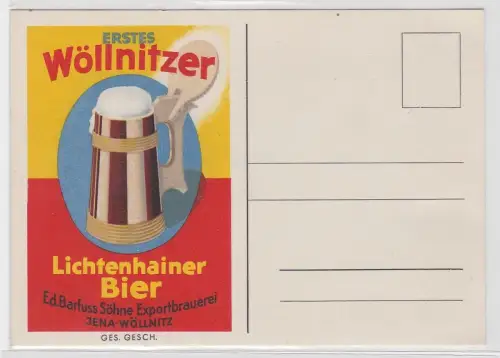 ERSTES
Wöllnitzer
Lichtenhainer
Bier
Ed. Barfuss Söhne Exportbrauerei
JENA-WÖLLNITZ
GES. GESCH.